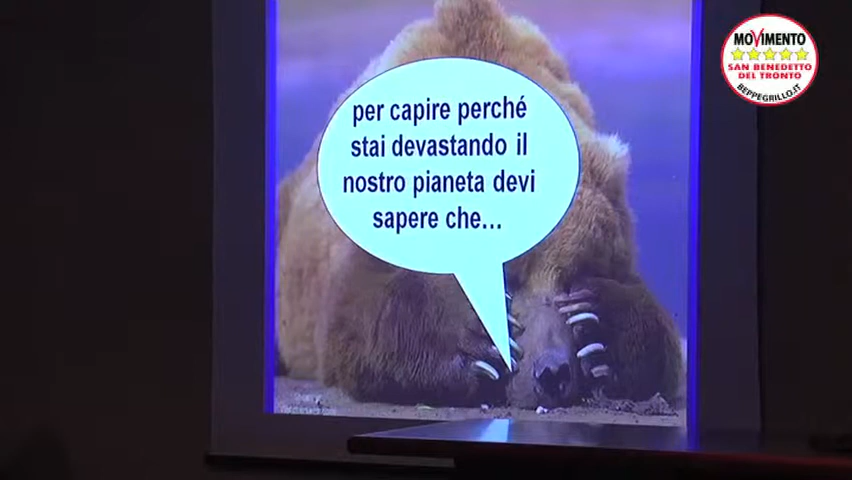 per capire perché
stai devastando il
nostro pianeta devi
sapere che...
MOVIMENTO
SAN BENEDETTO
DEL TRONTO
BEPPEGRILLO.IT